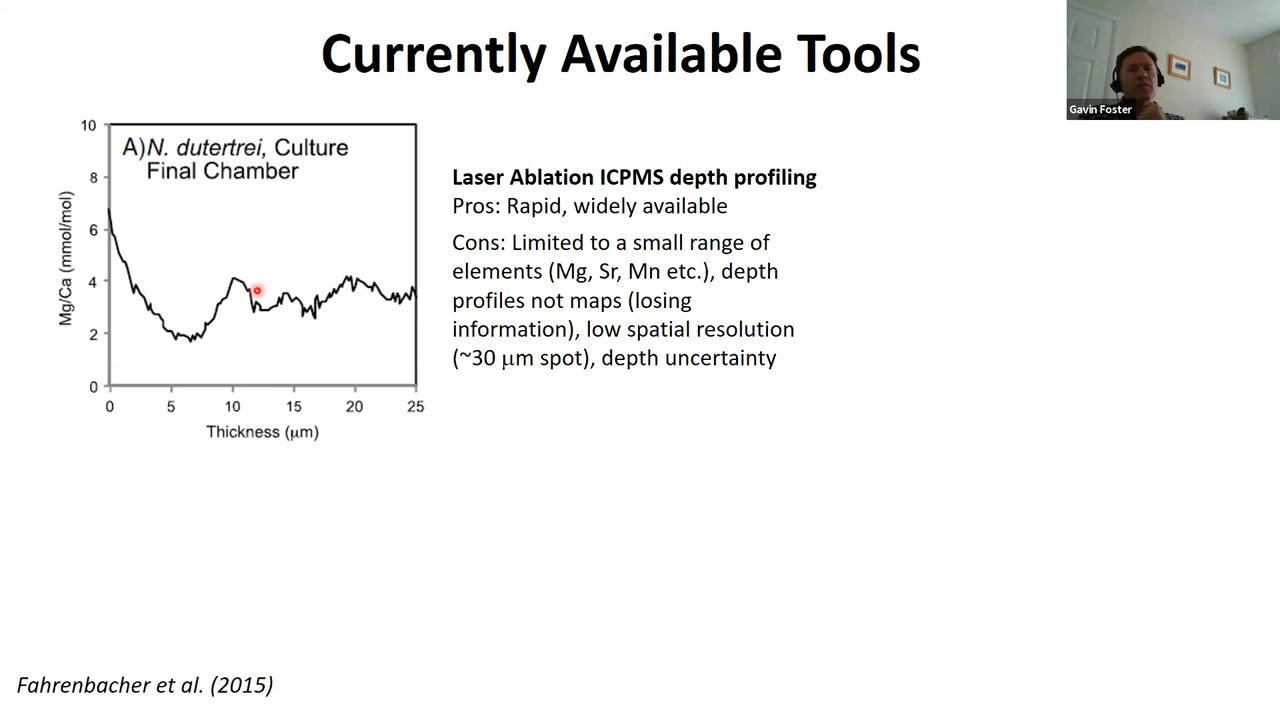 Currently Available Tools
Gavin Foster
A)N. dutertrei, Culture
Final Chamber
10
8
6
4
2
0
Mg/Ca (mmol/mol)
0 5 10 15 20 25
Thickness (μm)
Laser Ablation ICPMS depth profiling
Pros: Rapid, widely available
Cons: Limited to a small range of
elements (Mg, Sr, Mn etc.), depth
profiles not maps (losing
information), low spatial resolution
(~30 μm spot), depth uncertainty
Fahrenbacher et al. (2015)